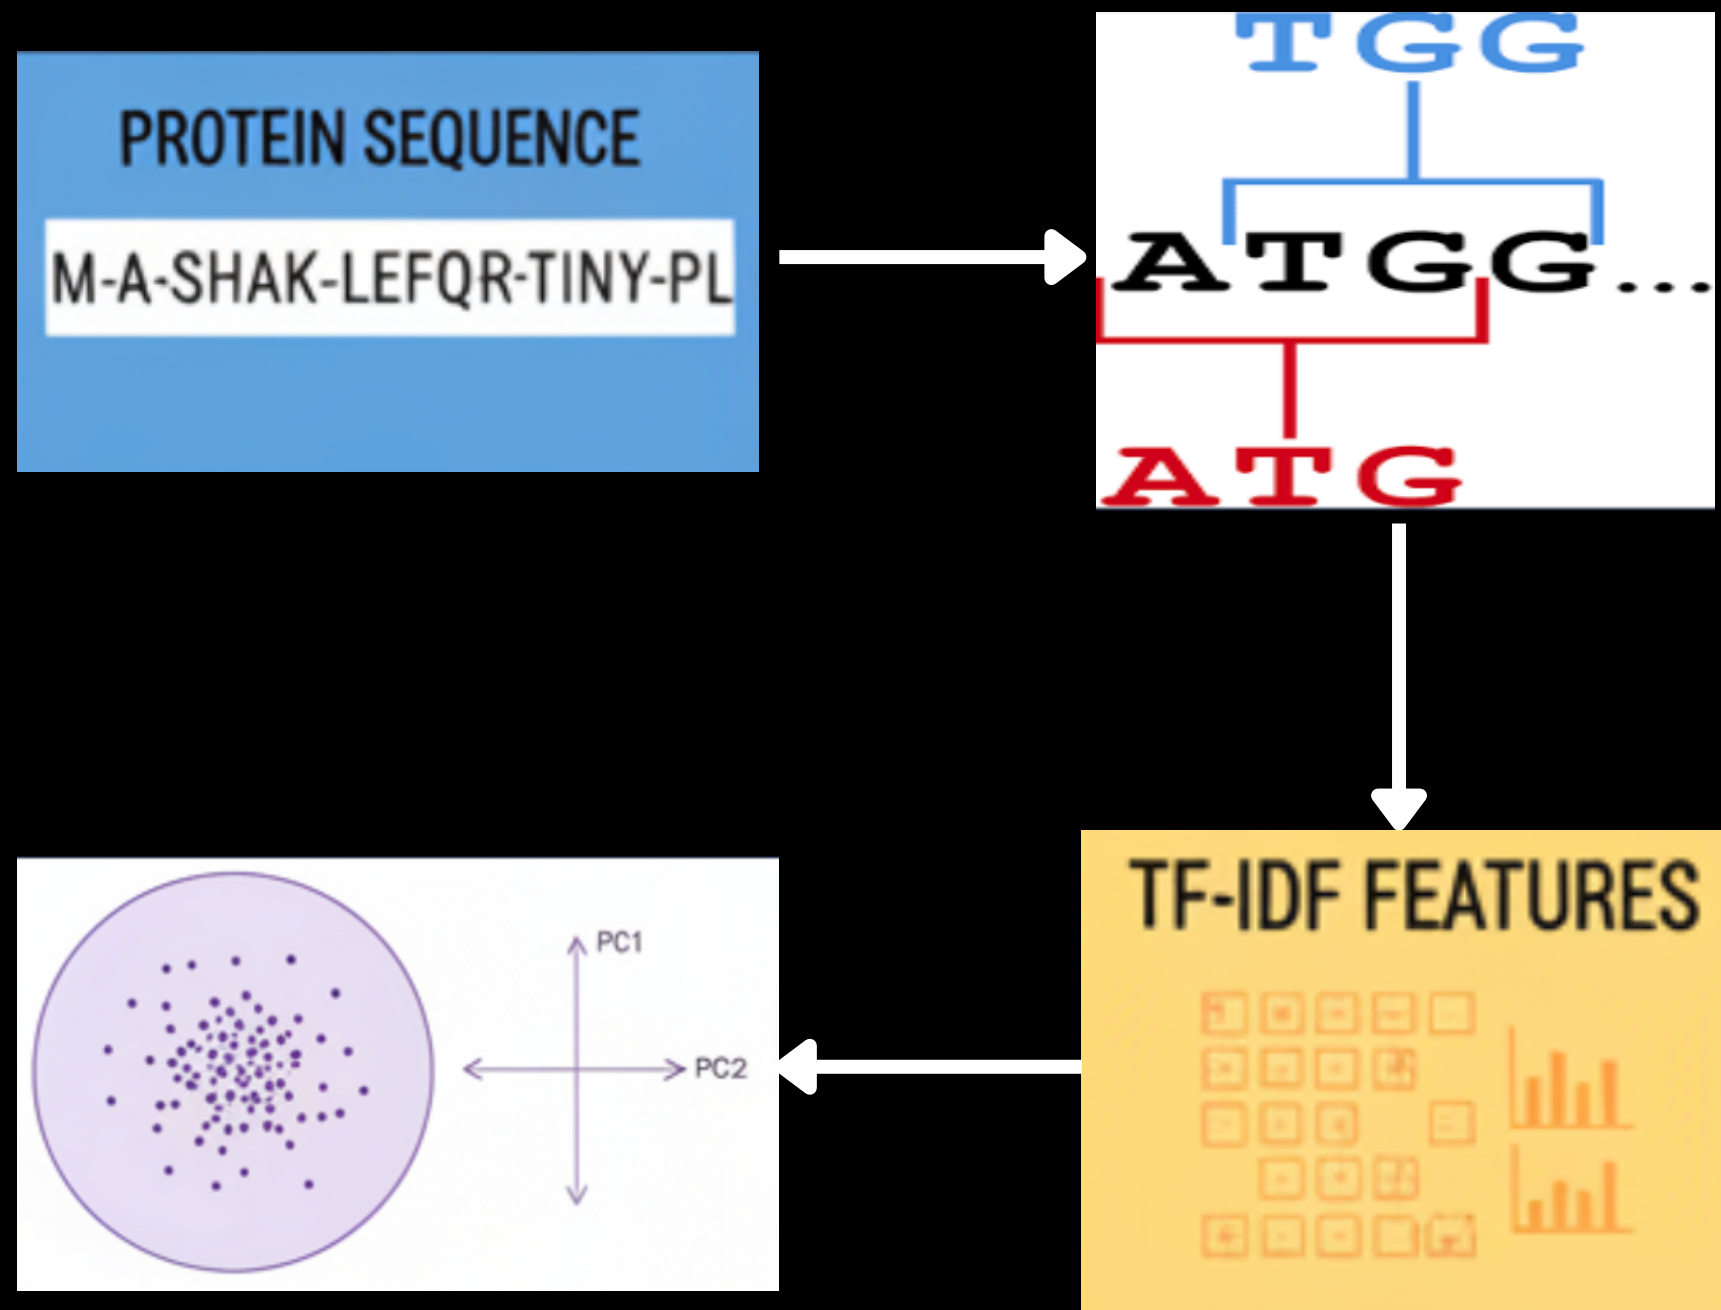 PROTEIN SEQUENCE
M-A-SHAK-LEFQR-TINY-PL
TGG
ATGG...
ATG
TF-IDF FEATURES
PC1
PC2